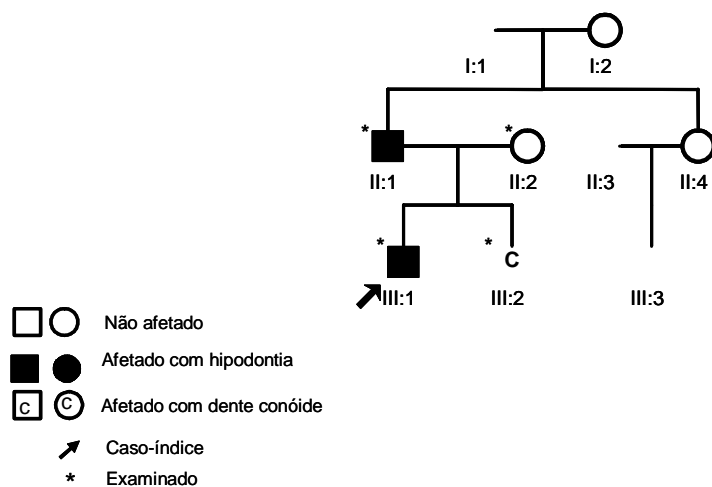 I:1 I:2
* *
II:1 II:2 II:3 II:4
* *
C
III:1 III:2 III:3
Não afetado
Afetado com hipodontia
C C Afetado com dente conóide
Caso-índice
* Examinado